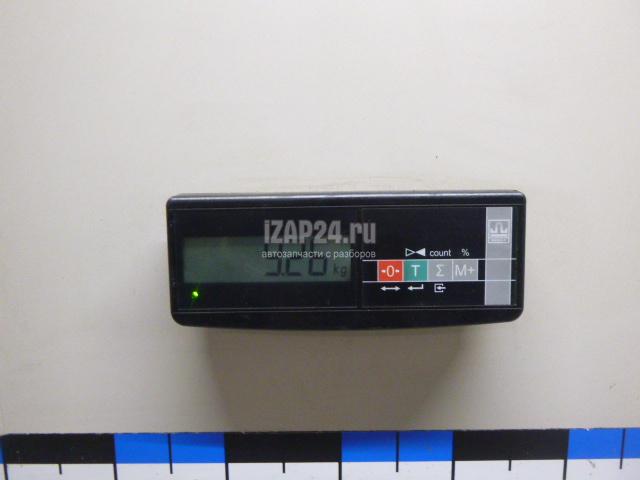 iZAP24.ru
автозапчасти с разборов
kg
count %
→0← T Σ M+